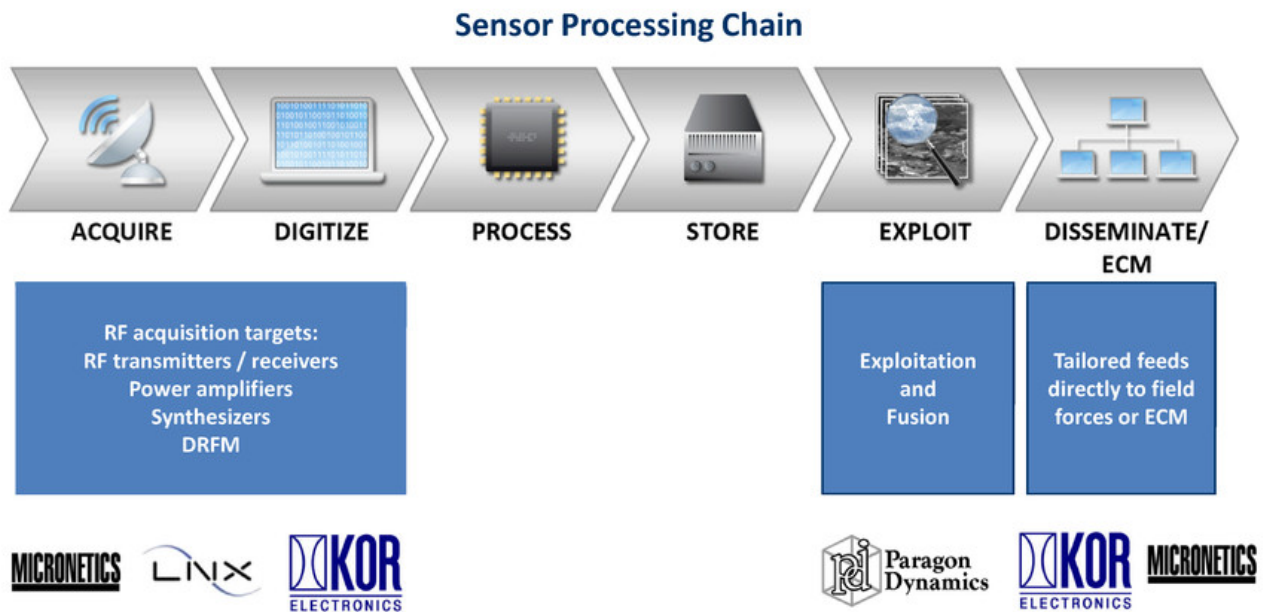 Sensor Processing Chain
ACQUIRE
DIGITIZE
PROCESS
STORE
EXPLOIT
DISSEMINATE/
ECM
RF acquisition targets:
RF transmitters / receivers
Power amplifiers
Synthesizers
DRFM
Exploitation
and
Fusion
Tailored feeds
directly to field
forces or ECM
MICRONETICS
LNX
KOR
ELECTRONICS
pdi
Paragon
Dynamics
KOR
ELECTRONICS
MICRONETICS